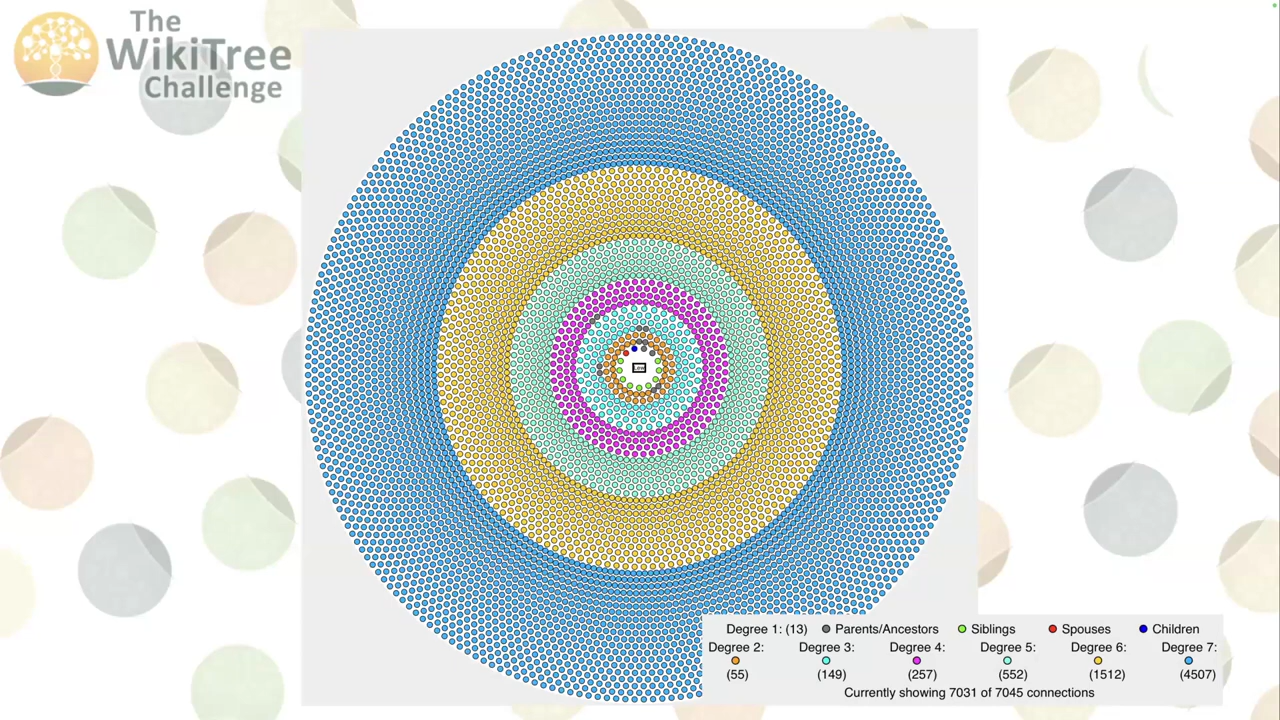 The
WikiTree
Challenge
Degree 1: (13) Parents/Ancestors Siblings Spouses Children
Degree 2: Degree 3: Degree 4: Degree 5: Degree 6: Degree 7:
(55) (149) (257) (552) (1512) (4507)
Currently showing 7031 of 7045 connections